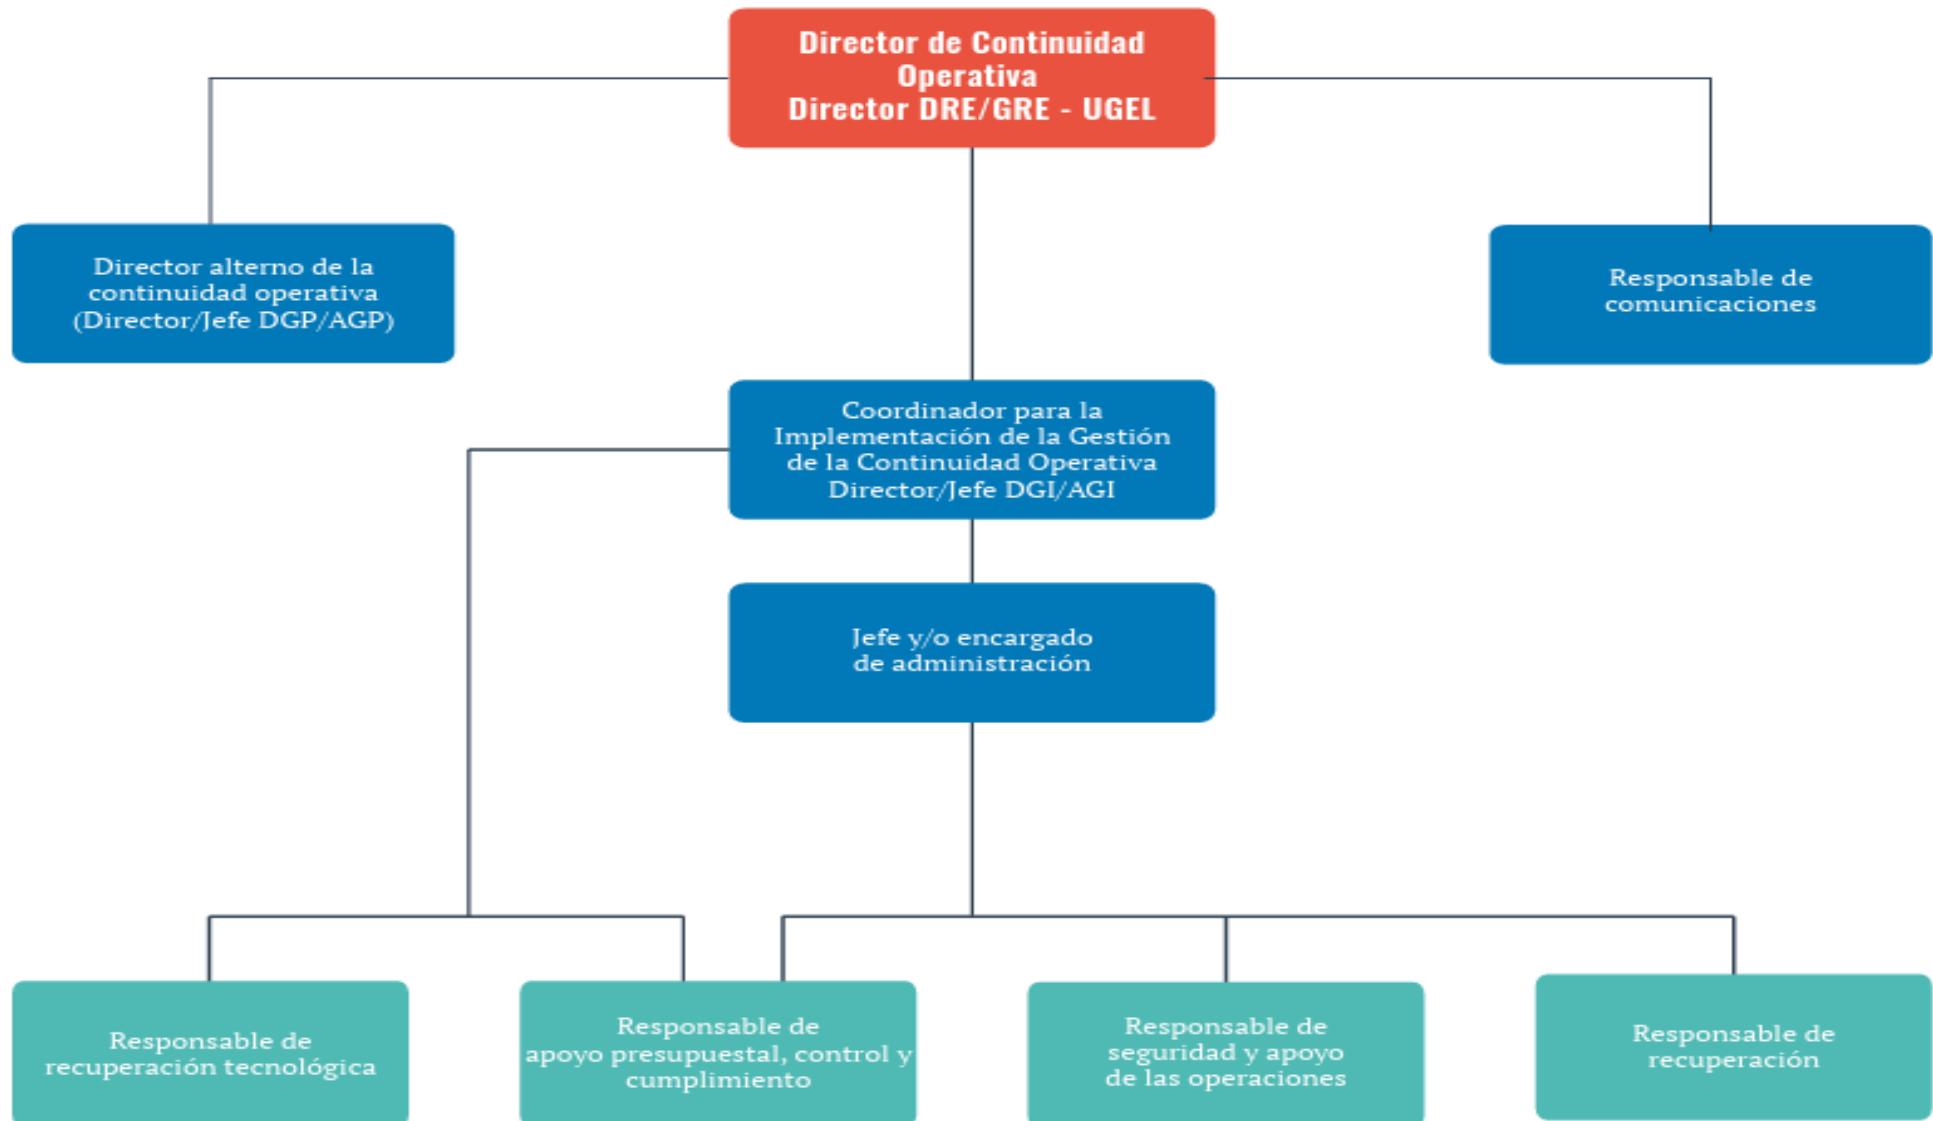 Director de Continuidad
Operativa
Director DRE/GRE - UGEL
Director alterno de la
continuidad operativa
(Director/Jefe DGP/AGP)
Responsable de
comunicaciones
Coordinador para la
Implementación de la Gestión
de la Continuidad Operativa
Director/Jefe DGI/AGI
Jefe y/o encargado
de administración
Responsable de
recuperación tecnológica
Responsable de
apoyo presupuestal, control y
cumplimiento
Responsable de
seguridad y apoyo
de las operaciones
Responsable de
recuperación